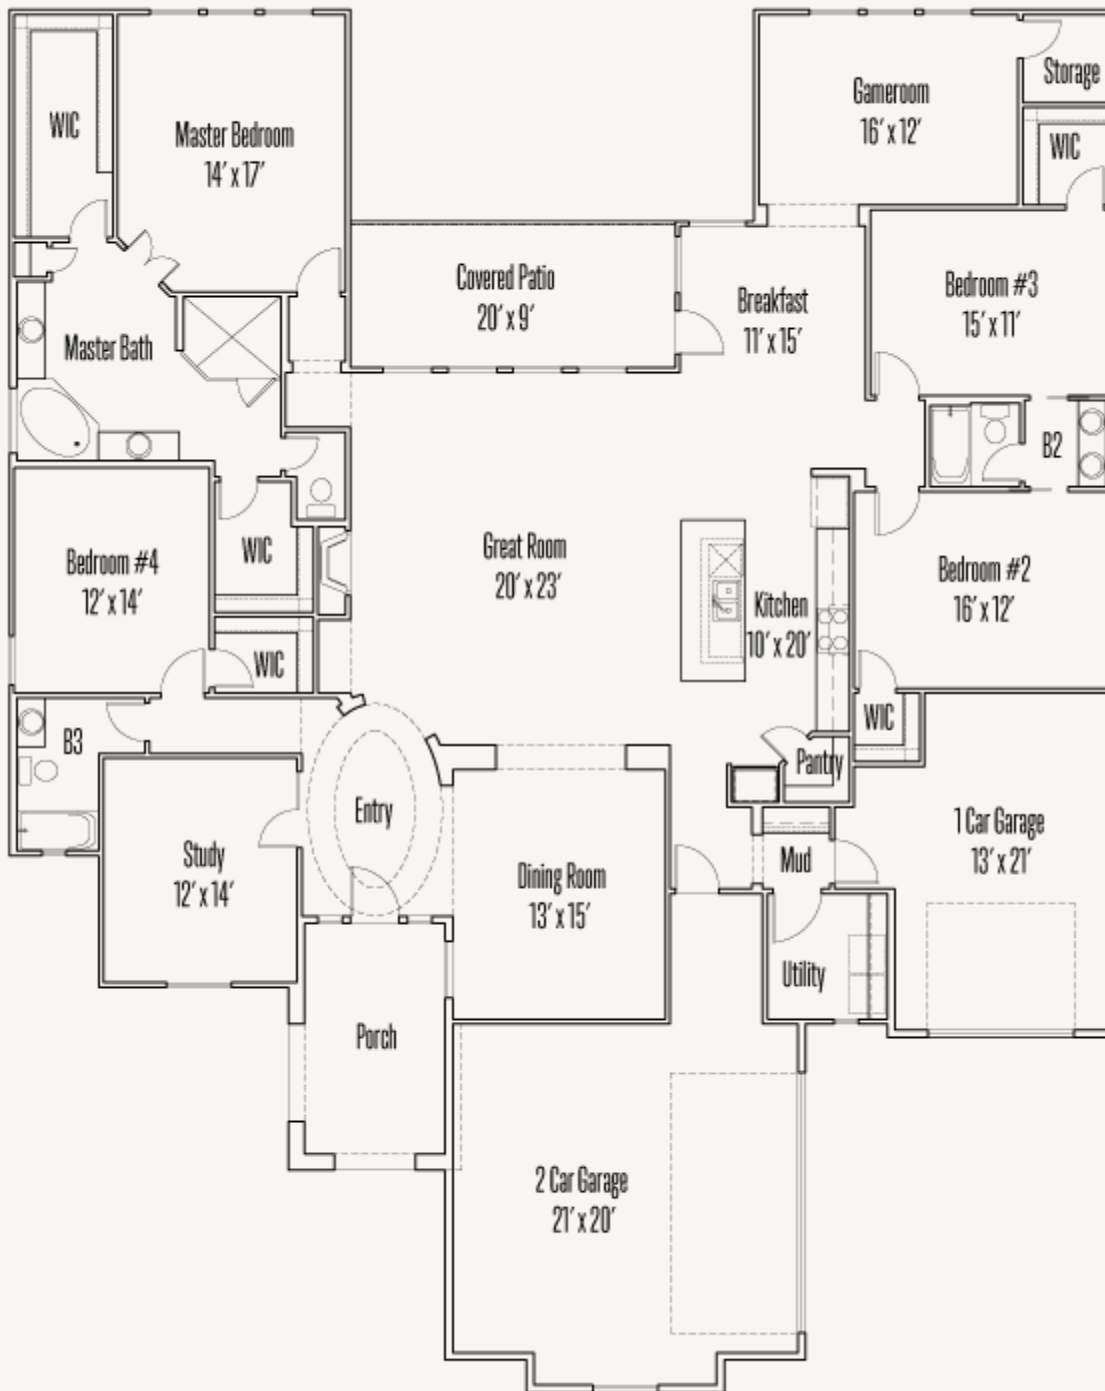 WIC
Master Bedroom
14' x 17'
Gameroom
16' x 12'
Storage
WIC
Covered Patio
20' x 9'
Breakfast
11' x 15'
Bedroom #3
15' x 11'
Master Bath
B2
Bedroom #4
12' x 14'
WIC
Great Room
20' x 23'
Kitchen
10' x 20'
Bedroom #2
16' x 12'
WIC
WIC
B3
Pantry
Entry
Study
12' x 14'
Dining Room
13' x 15'
Mud
1 Car Garage
13' x 21'
Utility
Porch
2 Car Garage
21' x 20'